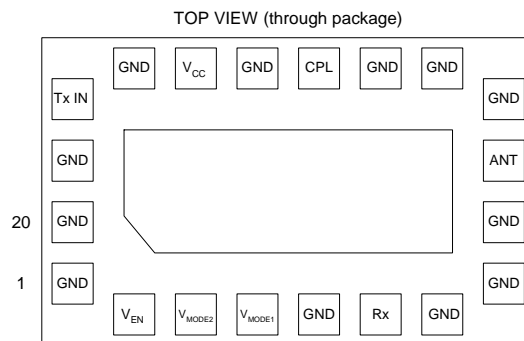 TOP VIEW (through package)
GND VCC GND CPL GND GND
Tx IN GND
GND ANT
20 GND GND
1 GND GND
VEN VMODE2 VMODE1 GND Rx GND